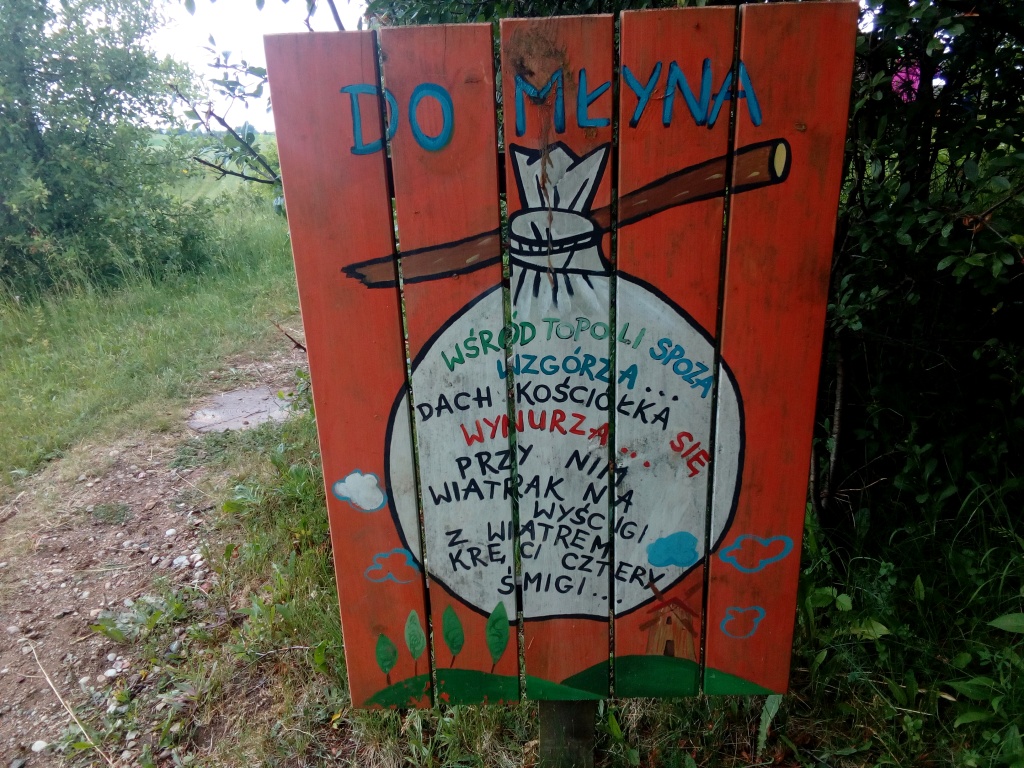 DO MŁYNA
WŚRÓD TOPOLI SPOZA
WZGÓRZA..
DACH KOŚCIÓŁKA
WYNURZA... SIĘ
PRZY NIM
WIATRAK NA
WYŚCIGI
Z WIATREM
KRĘCI CZTERY
ŚMIGI...